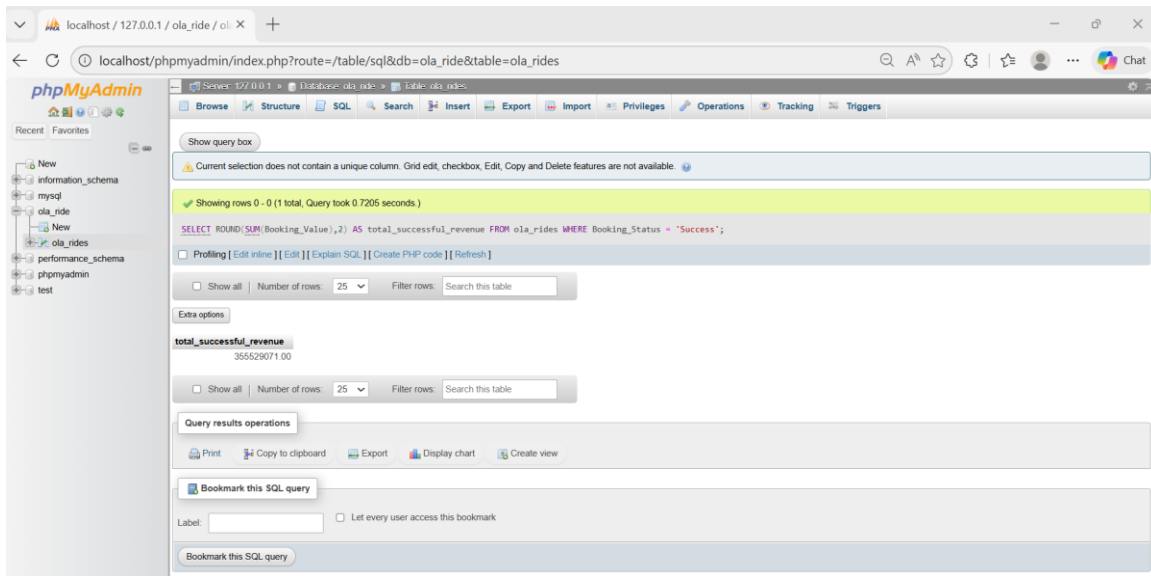 localhost / 127.0.0.1 / ola_ride / ol
localhost/phpmyadmin/index.php?route=/table/sql&db=ola_ride&table=ola_rides
Chat
phpMyAdmin
Recent Favorites
New
information_schema
mysql
ola_ride
New
ola_rides
performance_schema
phpmyadmin
test
Server: 127.0.0.1 » Database: ola_ride » Table: ola_rides
Browse Structure SQL Search Insert Export Import Privileges Operations Tracking Triggers
Show query box
Current selection does not contain a unique column. Grid edit, checkbox, Edit, Copy and Delete features are not available.
Showing rows 0 - 0 (1 total, Query took 0.7205 seconds.)
SELECT ROUND(SUM(Booking_Value),2) AS total_successful_revenue FROM ola_rides WHERE Booking_Status = 'Success';
Profiling [ Edit inline ] [ Edit ] [ Explain SQL ] [ Create PHP code ] [ Refresh ]
Show all | Number of rows: 25 Filter rows: Search this table
Extra options
total_successful_revenue
355529071.00
Show all | Number of rows: 25 Filter rows: Search this table
Query results operations
Print Copy to clipboard Export Display chart Create view
Bookmark this SQL query
Label: Let every user access this bookmark
Bookmark this SQL query